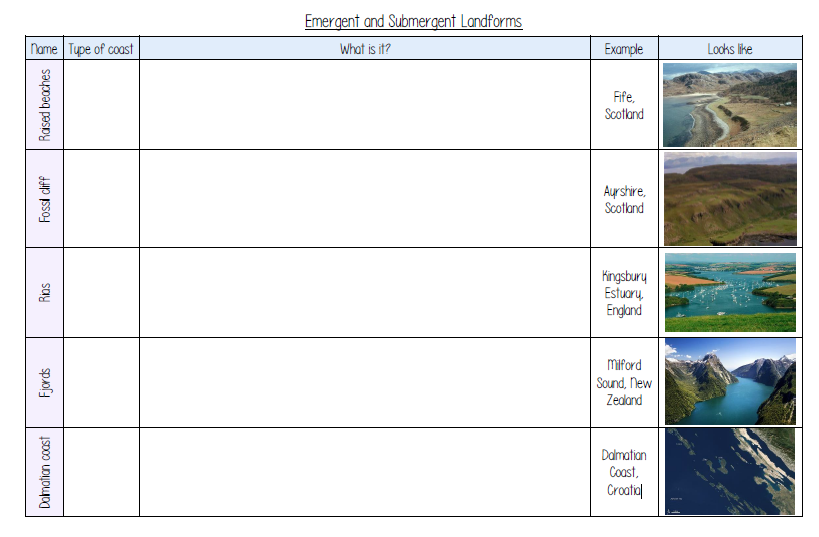 Emergent and Submergent Landforms
Name Type of coast What is it? Example Looks like
Raised beaches
Fife,
Scotland
Fossil cliff
Ayrshire,
Scotland
Rias
Kingsbury
Estuary,
England
Fjords
Milford
Sound, New
Zealand
Dalmatian coast
Dalmatian
Coast,
Croatia